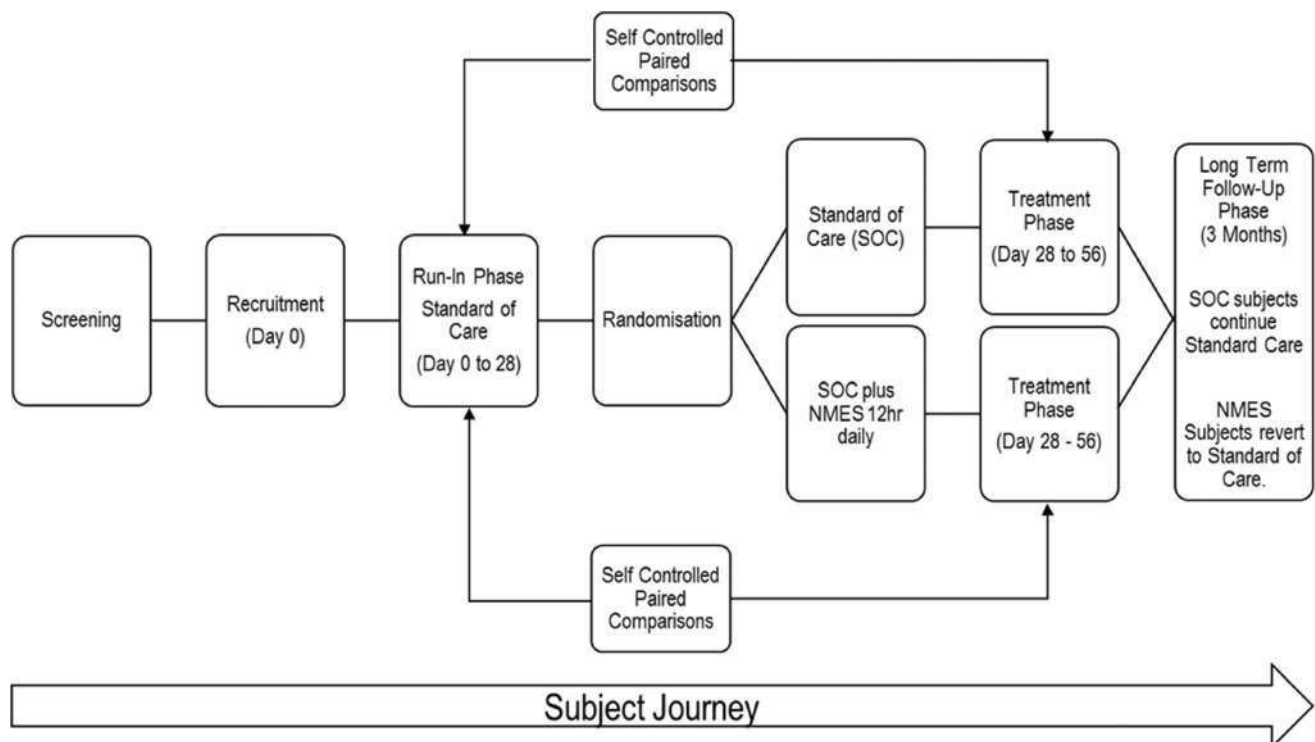 Self Controlled
Paired
Comparisons
Screening
Recruitment
(Day 0)
Run-In Phase
Standard of
Care
(Day 0 to 28)
Randomisation
Standard of
Care (SOC)
Treatment
Phase
(Day 28 to 56)
SOC plus
NMES 12hr
daily
Treatment
Phase
(Day 28 - 56)
Long Term
Follow-Up
Phase
(3 Months)
SOC subjects
continue
Standard Care
NMES
Subjects revert
to Standard of
Care.
Self Controlled
Paired
Comparisons
Subject Journey